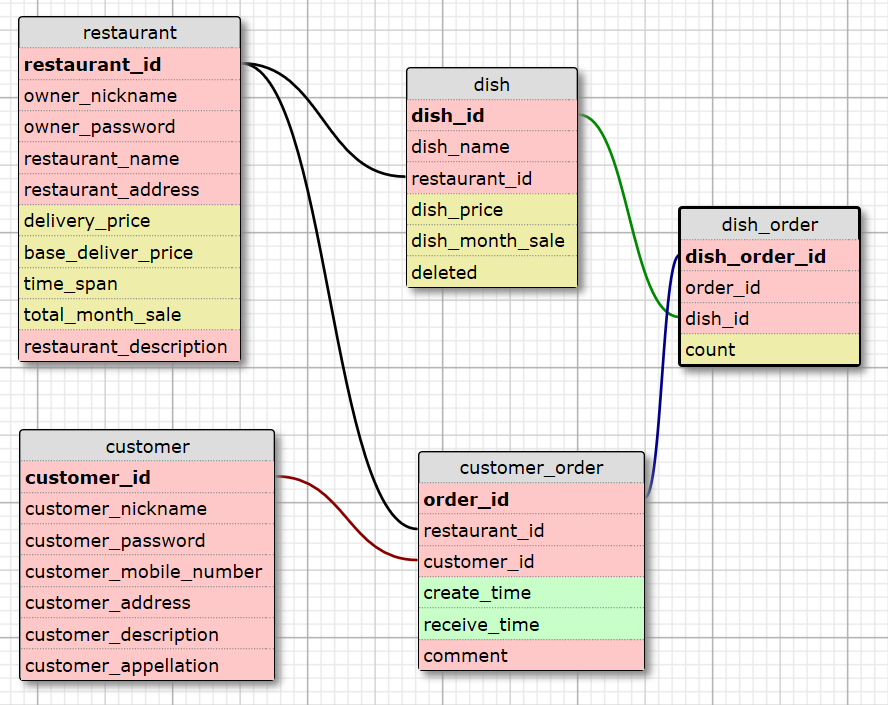 restaurant
restaurant_id
owner_nickname
owner_password
restaurant_name
restaurant_address
delivery_price
base_deliver_price
time_span
total_month_sale
restaurant_description
dish
dish_id
dish_name
restaurant_id
dish_price
dish_month_sale
deleted
dish_order
dish_order_id
order_id
dish_id
count
customer
customer_id
customer_nickname
customer_password
customer_mobile_number
customer_address
customer_description
customer_appellation
customer_order
order_id
restaurant_id
customer_id
create_time
receive_time
comment